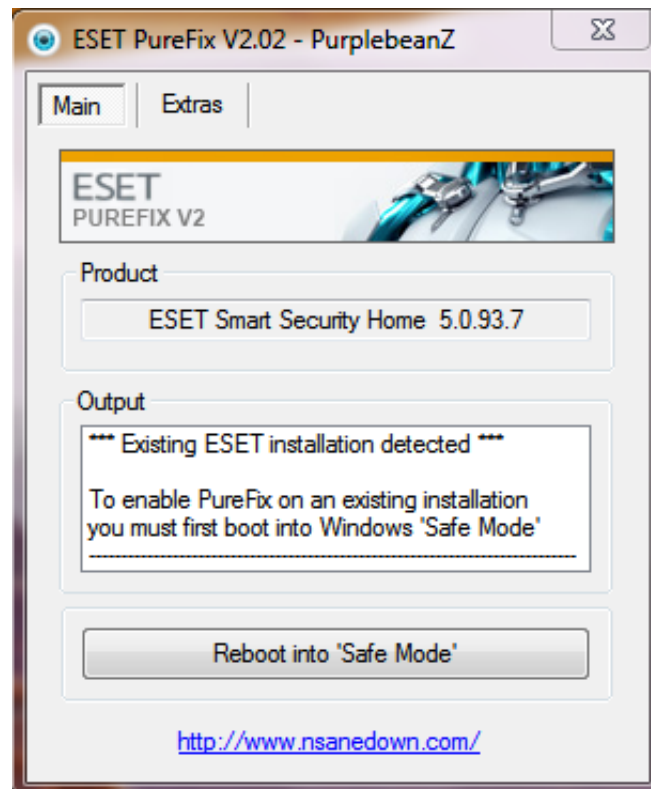 ESET PureFix V2.02 - PurplebeanZ
Main Extras
ESET
PUREFIX V2
Product
ESET Smart Security Home 5.0.93.7
Output
*** Existing ESET installation detected ***
To enable PureFix on an existing installation
you must first boot into Windows 'Safe Mode'
--------------------------------------------------------------------------------
Reboot into 'Safe Mode'
http://www.nsanedown.com/